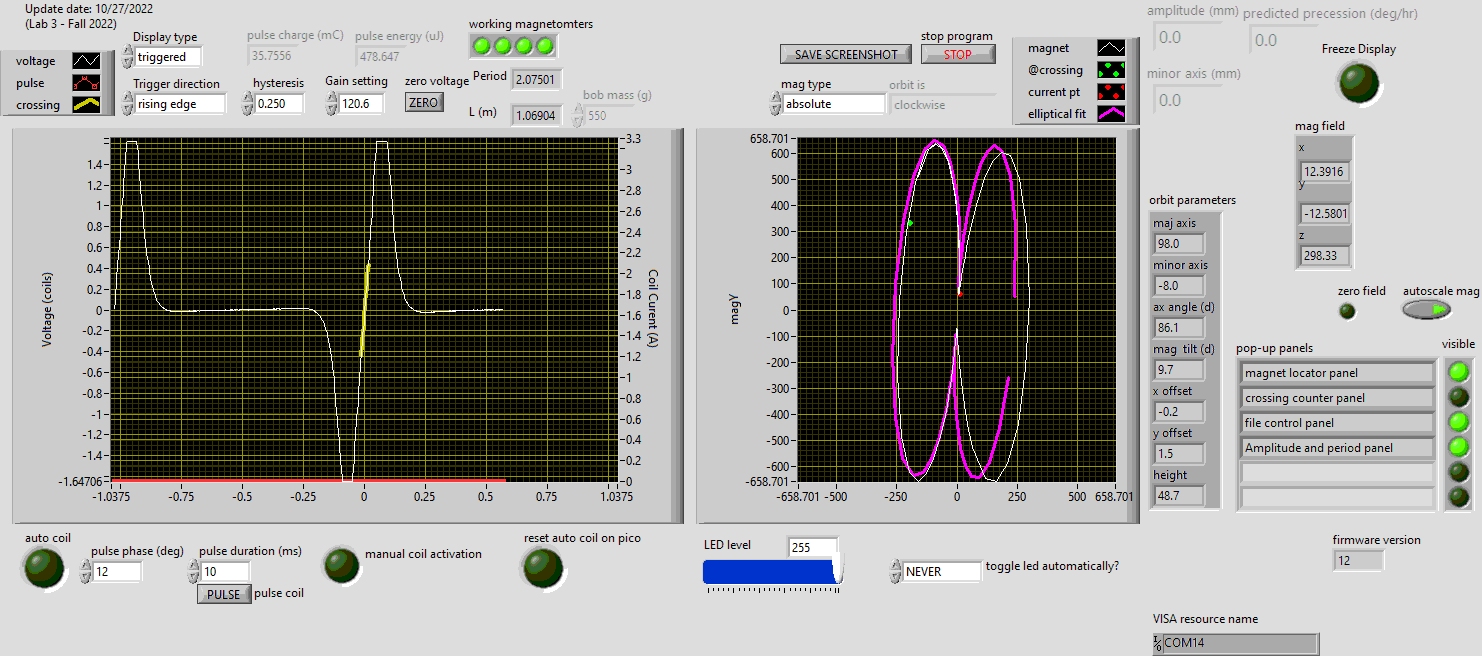 Update date: 10/27/2022
(Lab 3 - Fall 2022)
voltage
pulse
crossing
Display type
triggered
Trigger direction
rising edge
pulse charge (mC)
35.7556
pulse energy (uJ)
478.647
hysteresis
0.250
Gain setting
120.6
zero voltage
ZERO
working magnetomters
Period
2.07501
L (m)
1.06904
bob mass (g)
550
SAVE SCREENSHOT
stop program
STOP
mag type
absolute
orbit is
clockwise
magnet
@crossing
current pt
elliptical fit
amplitude (mm)
0.0
predicted precession (deg/hr)
0.0
minor axis (mm)
0.0
Freeze Display
mag field
x
12.3916
y
-12.5801
z
298.33
Voltage (coils)
1.4
1.2
1
0.8
0.6
0.4
0.2
0
-0.2
-0.4
-0.6
-0.8
-1
-1.2
-1.4
-1.64706
-1.0375
-0.75
-0.5
-0.25
0
0.25
0.5
0.75
1.0375
3.3
3
2.8
2.6
2.4
2.2
2
1.8
1.6
1.4
1.2
1
0.8
0.6
0.4
0.2
0
Coil Curent (A)
magy
658.701
600
500
400
300
200
100
0
-100
-200
-300
-400
-500
-600
-658.701
-658.701
-500
-250
0
250
500
658.701
orbit parameters
maj axis
98.0
minor axis
-8.0
ax angle (d)
86.1
mag tilt (d)
9.7
x offset
-0.2
y offset
1.5
height
48.7
zero field
autoscale mag
pop-up panels
visible
magnet locator panel
crossing counter panel
file control panel
Amplitude and period panel
auto coil
pulse phase (deg)
12
pulse duration (ms)
10
PULSE
pulse coil
manual coil activation
reset auto coil on pico
LED level
255
NEVER
toggle led automatically?
firmware version
12
VISA resource name
COM14